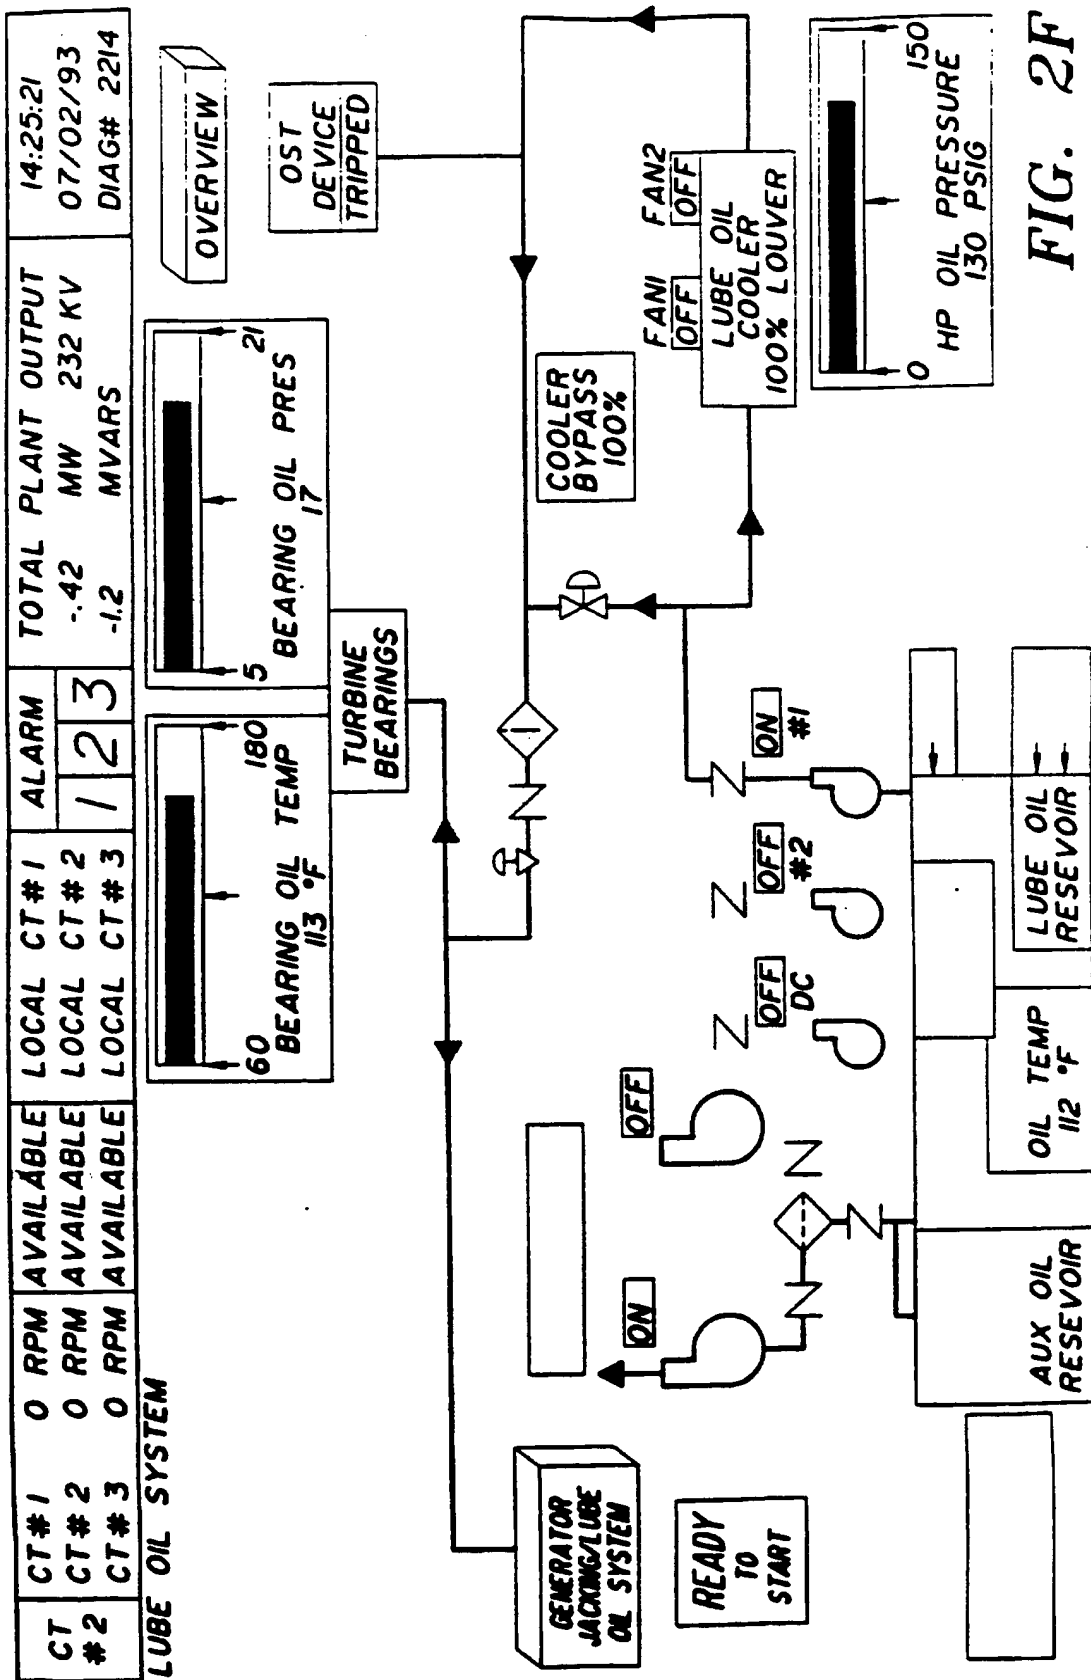 CT #2
CT #1 0 RPM AVAILABLE LOCAL CT #1
CT #2 0 RPM AVAILABLE LOCAL CT #2
CT #3 0 RPM AVAILABLE LOCAL CT #3
ALARM
1 2 3
TOTAL PLANT OUTPUT
-.42 MW 232 KV
-1.2 MVARS
14:25:21
07/02/93
DIAG# 2214
LUBE OIL SYSTEM
60 180
BEARING OIL TEMP
113 °F
5 21
BEARING OIL PRES
17
OVERVIEW
TURBINE
BEARINGS
OST
DEVICE
TRIPPED
GENERATOR
JACKING/LUBE
OIL SYSTEM
COOLER
BYPASS
100%
FAN1 FAN2
OFF OFF
LUBE OIL
COOLER
100% LOUVER
READY
TO
START
ON
OFF
OFF
DC
OFF
#2
ON
#1
0 150
HP OIL PRESSURE
130 PSIG
AUX OIL
RESEVOIR
OIL TEMP
112 °F
LUBE OIL
RESEVOIR
FIG. 2F